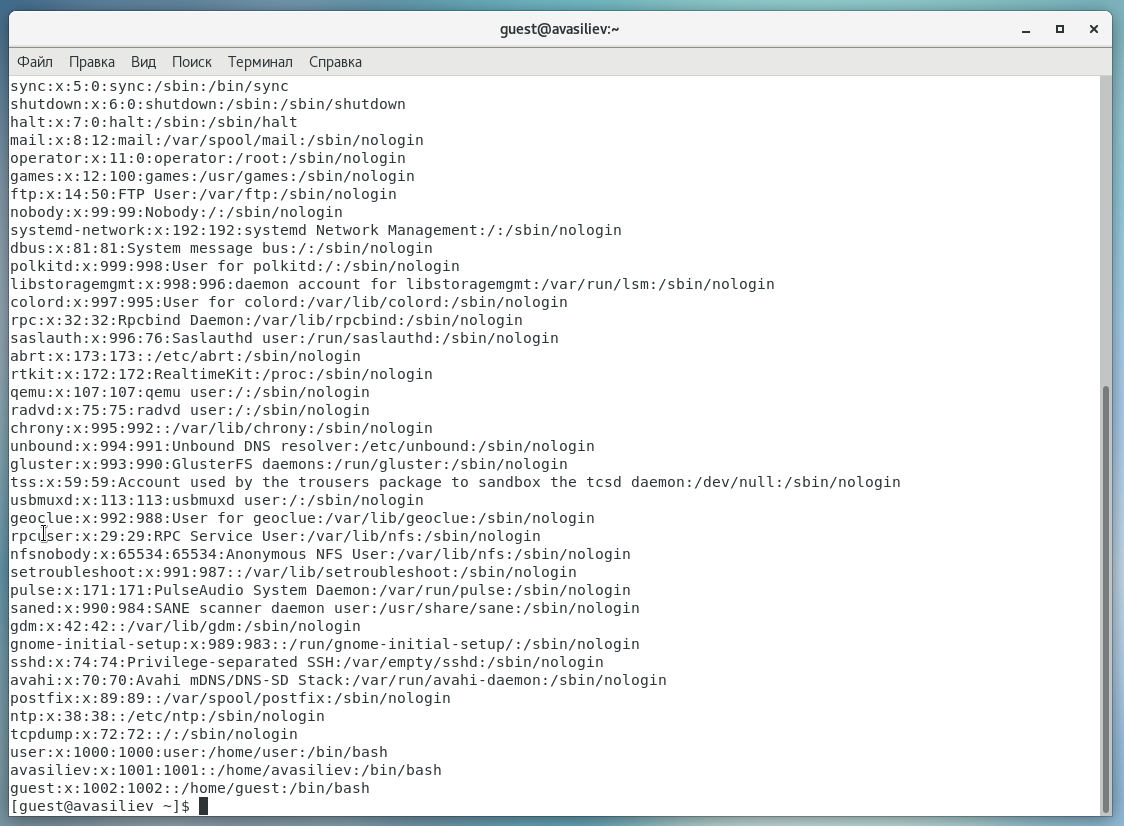 guest@avasiliev:~
Файл Правка Вид Поиск Терминал Справка
sync:x:5:0:sync:/sbin:/bin/sync
shutdown:x:6:0:shutdown:/sbin:/sbin/shutdown
halt:x:7:0:halt:/sbin:/sbin/halt
mail:x:8:12:mail:/var/spool/mail:/sbin/nologin
operator:x:11:0:operator:/root:/sbin/nologin
games:x:12:100:games:/usr/games:/sbin/nologin
ftp:x:14:50:FTP User:/var/ftp:/sbin/nologin
nobody:x:99:99:Nobody:/:/sbin/nologin
systemd-network:x:192:192:systemd Network Management:/:/sbin/nologin
dbus:x:81:81:System message bus:/:/sbin/nologin
polkitd:x:999:998:User for polkitd:/:/sbin/nologin
libstoragemgmt:x:998:996:daemon account for libstoragemgmt:/var/run/lsm:/sbin/nologin
colord:x:997:995:User for colord:/var/lib/colord:/sbin/nologin
rpc:x:32:32:Rpcbind Daemon:/var/lib/rpcbind:/sbin/nologin
saslauth:x:996:76:Saslauthd user:/run/saslauthd:/sbin/nologin
abrt:x:173:173::/etc/abrt:/sbin/nologin
rtkit:x:172:172:RealtimeKit:/proc:/sbin/nologin
qemu:x:107:107:qemu user:/:/sbin/nologin
radvd:x:75:75:radvd user:/:/sbin/nologin
chrony:x:995:992::/var/lib/chrony:/sbin/nologin
unbound:x:994:991:Unbound DNS resolver:/etc/unbound:/sbin/nologin
gluster:x:993:990:GlusterFS daemons:/run/gluster:/sbin/nologin
tss:x:59:59:Account used by the trousers package to sandbox the tcsd daemon:/dev/null:/sbin/nologin
usbmuxd:x:113:113:usbmuxd user:/:/sbin/nologin
geoclue:x:992:988:User for geoclue:/var/lib/geoclue:/sbin/nologin
rpcuser:x:29:29:RPC Service User:/var/lib/nfs:/sbin/nologin
nfsnobody:x:65534:65534:Anonymous NFS User:/var/lib/nfs:/sbin/nologin
setroubleshoot:x:991:987::/var/lib/setroubleshoot:/sbin/nologin
pulse:x:171:171:PulseAudio System Daemon:/var/run/pulse:/sbin/nologin
saned:x:990:984:SANE scanner daemon user:/usr/share/sane:/sbin/nologin
gdm:x:42:42::/var/lib/gdm:/sbin/nologin
gnome-initial-setup:x:989:983::/run/gnome-initial-setup/:/sbin/nologin
sshd:x:74:74:Privilege-separated SSH:/var/empty/sshd:/sbin/nologin
avahi:x:70:70:Avahi mDNS/DNS-SD Stack:/var/run/avahi-daemon:/sbin/nologin
postfix:x:89:89::/var/spool/postfix:/sbin/nologin
ntp:x:38:38::/etc/ntp:/sbin/nologin
tcpdump:x:72:72::/:/sbin/nologin
user:x:1000:1000:user:/home/user:/bin/bash
avasiliev:x:1001:1001::/home/avasiliev:/bin/bash
guest:x:1002:1002::/home/guest:/bin/bash
[guest@avasiliev ~]$